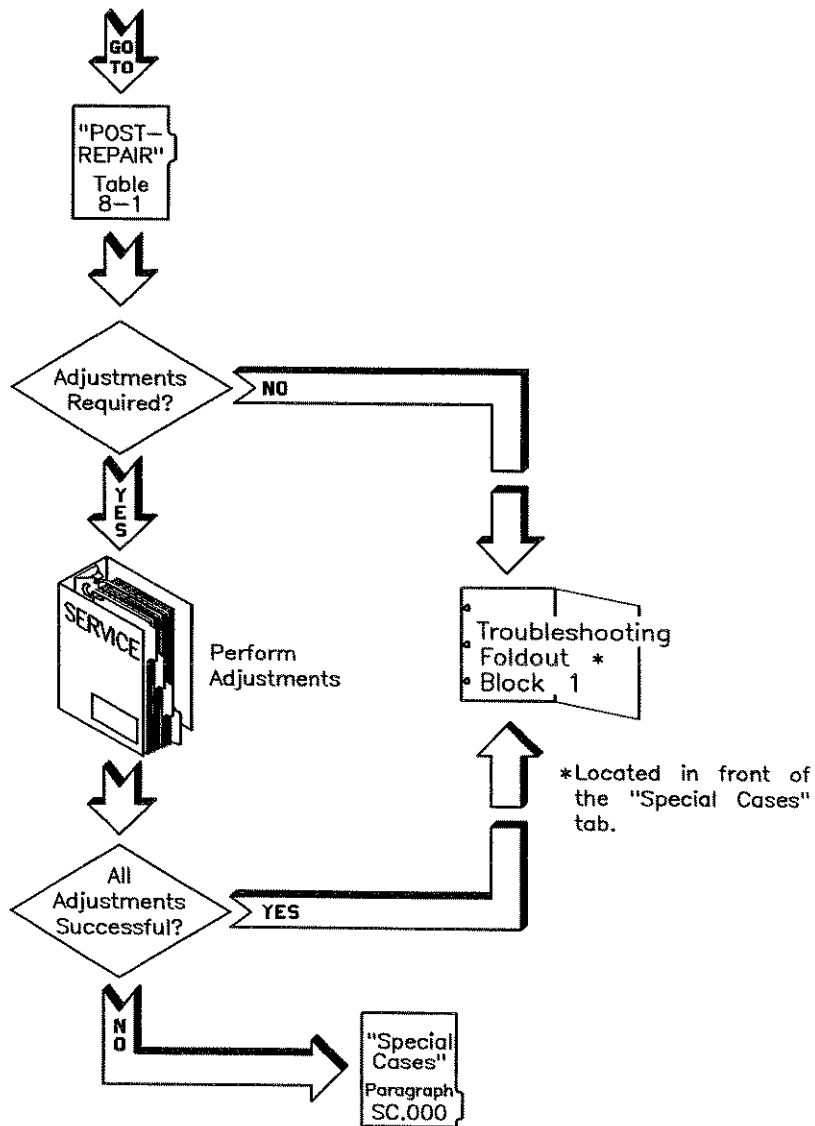 GO
TO
"POST-
REPAIR"
Table
8-1
Adjustments
Required?
NO
YES
SERVICE
Perform
Adjustments
Troubleshooting
Foldout *
Block 1
*Located in front of
the "Special Cases"
tab.
All
Adjustments
Successful?
YES
NO
"Special
Cases"
Paragraph
SC.000